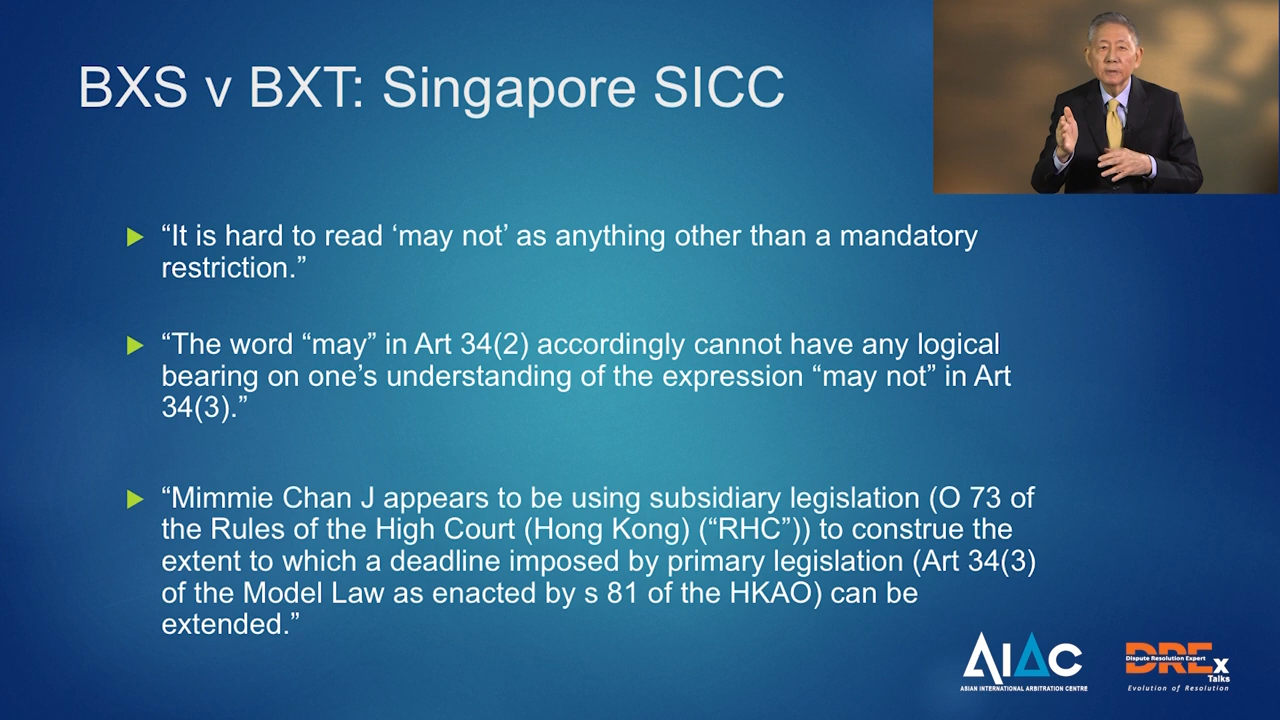 BXS v BXT: Singapore SICC
“It is hard to read ‘may not’ as anything other than a mandatory
restriction.”
“The word “may” in Art 34(2) accordingly cannot have any logical
bearing on one’s understanding of the expression “may not” in Art
34(3).”
“Mimmie Chan J appears to be using subsidiary legislation (O 73 of
the Rules of the High Court (Hong Kong) (“RHC”)) to construe the
extent to which a deadline imposed by primary legislation (Art 34(3)
of the Model Law as enacted by s 81 of the HKAO) can be
extended.”
AIAC
ASIAN INTERNATIONAL ARBITRATION CENTRE
DREx
Dispute Resolution Expert
Talks
Evolution of Resolution